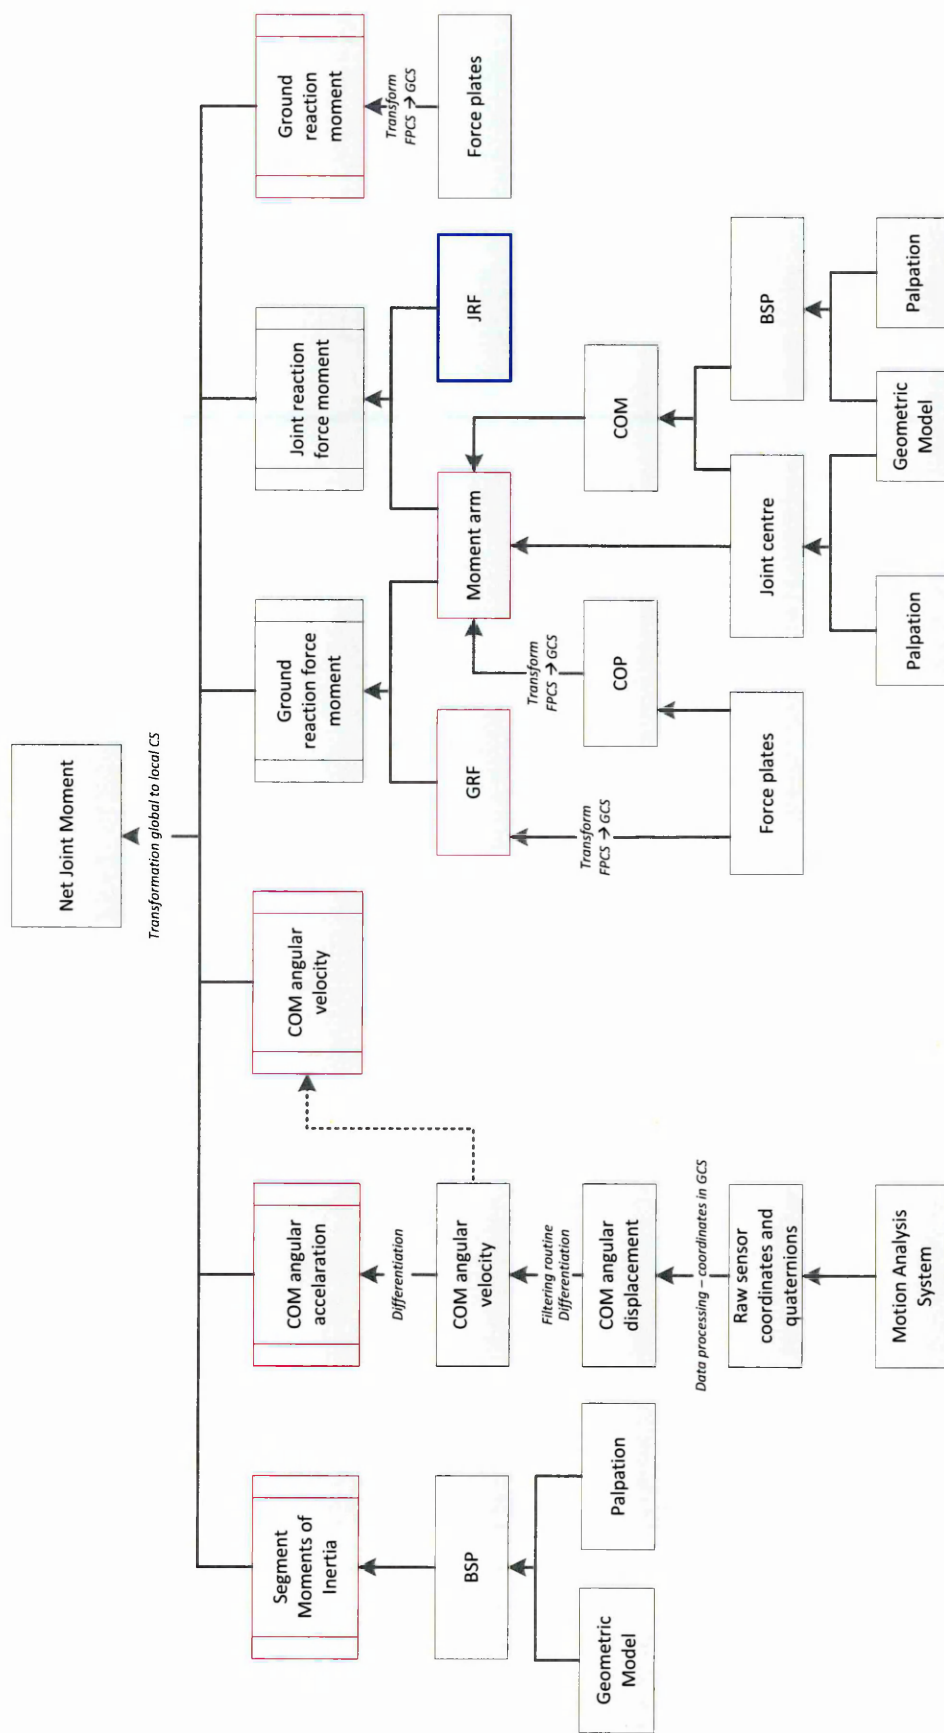 Net Joint Moment
Transformation global to local CS
Segment
Moments of
Inertia
COM angular
accelaration
COM angular
velocity
Ground
reaction force
moment
Joint reaction
force moment
Ground
reaction
moment
Differentiation
Transform
FPCS → GCS
BSP
COM angular
velocity
GRF
Moment arm
JRF
Force plates
Filtering routine
Differentiation
Transform
FPCS → GCS
Transform
FPCS → GCS
Geometric
Model
Palpation
COM angular
displacement
COP
COM
Data processing – coordinates in GCS
Raw sensor
coordinates and
quaternions
Force plates
Joint centre
BSP
Motion Analysis
System
Palpation
Geometric
Model
Palpation